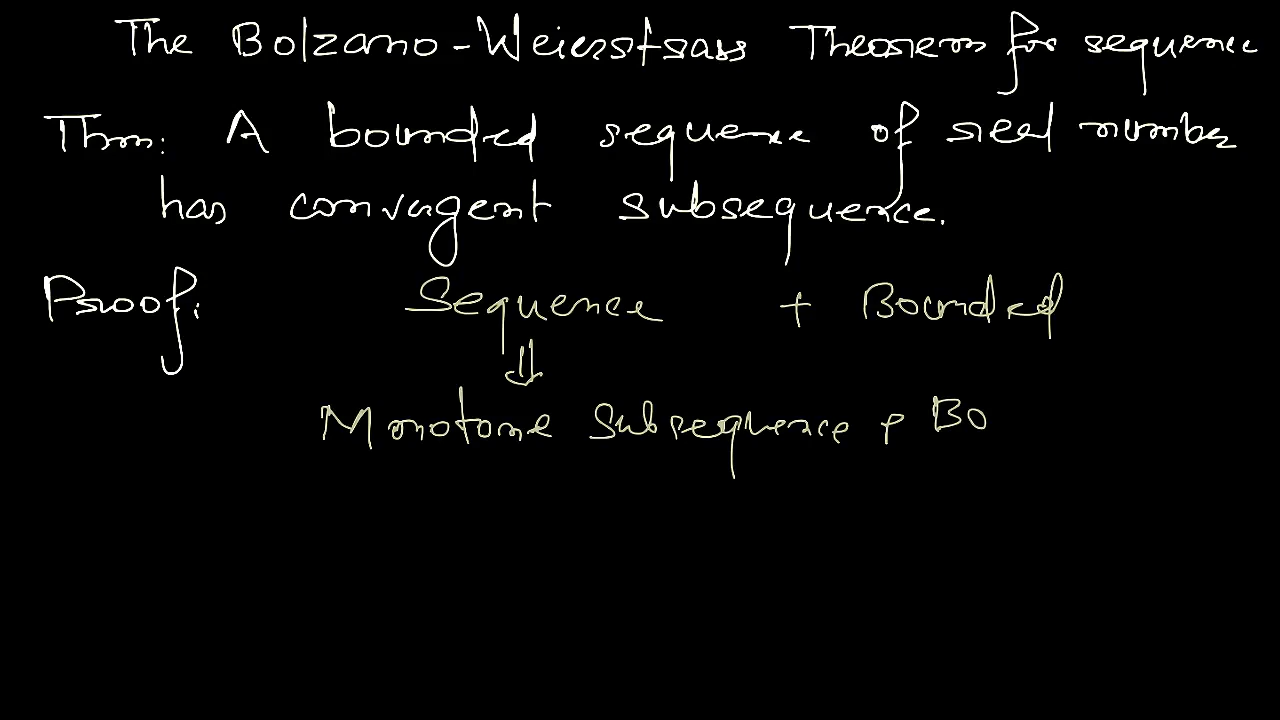 The Bolzano-Weierstrass Theorem for sequence
Thm: A bounded sequence of real number
has convergent subsequence.
Proof: Sequence + Bounded
⇓
Monotone Subsequence + Bo